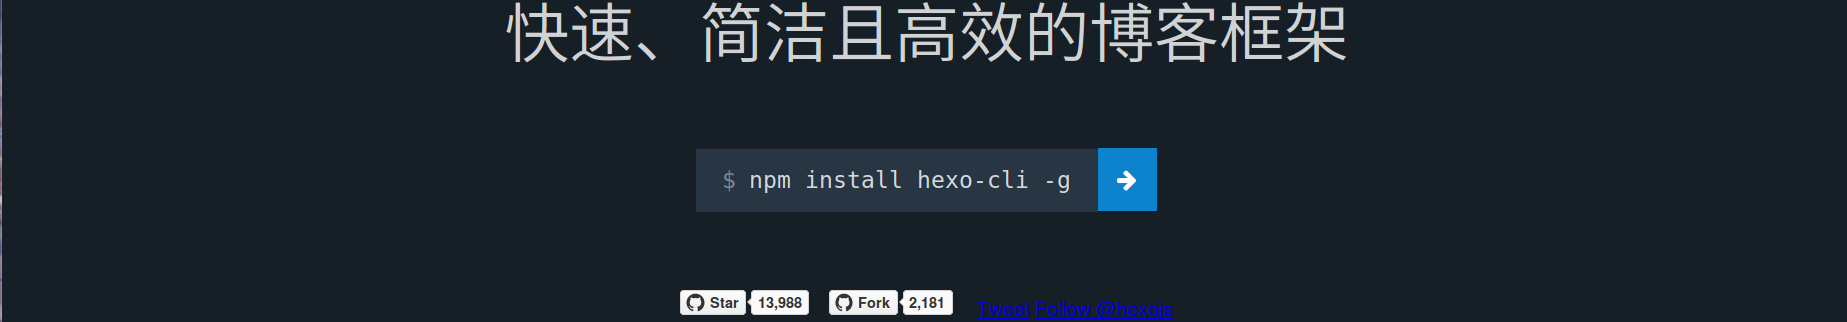 快速、简洁且高效的博客框架
$ npm install hexo-cli -g
Star 13,988 Fork 2,181 Tweet Follow @hexojs